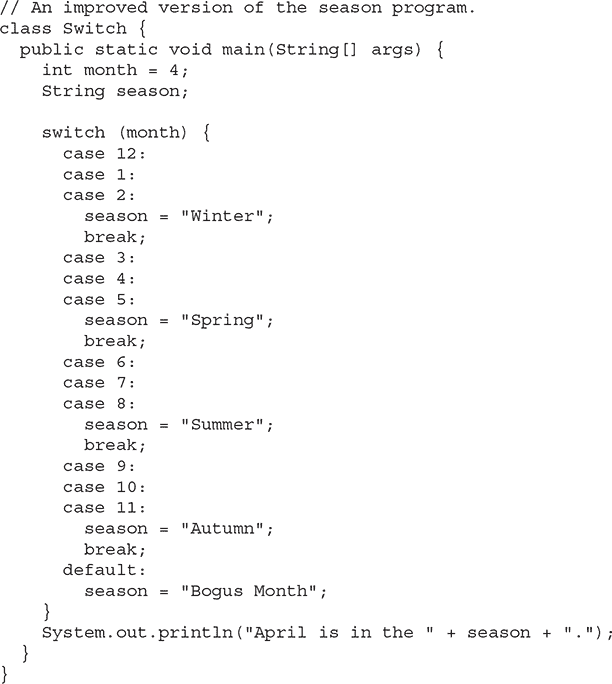 // An improved version of the season program.
class Switch {
  public static void main(String[] args) {
    int month = 4;
    String season;

    switch (month) {
      case 12:
      case 1:
      case 2:
        season = "Winter";
        break;
      case 3:
      case 4:
      case 5:
        season = "Spring";
        break;
      case 6:
      case 7:
      case 8:
        season = "Summer";
        break;
      case 9:
      case 10:
      case 11:
        season = "Autumn";
        break;
      default:
        season = "Bogus Month";
    }
    System.out.println("April is in the " + season + ".");
  }
}